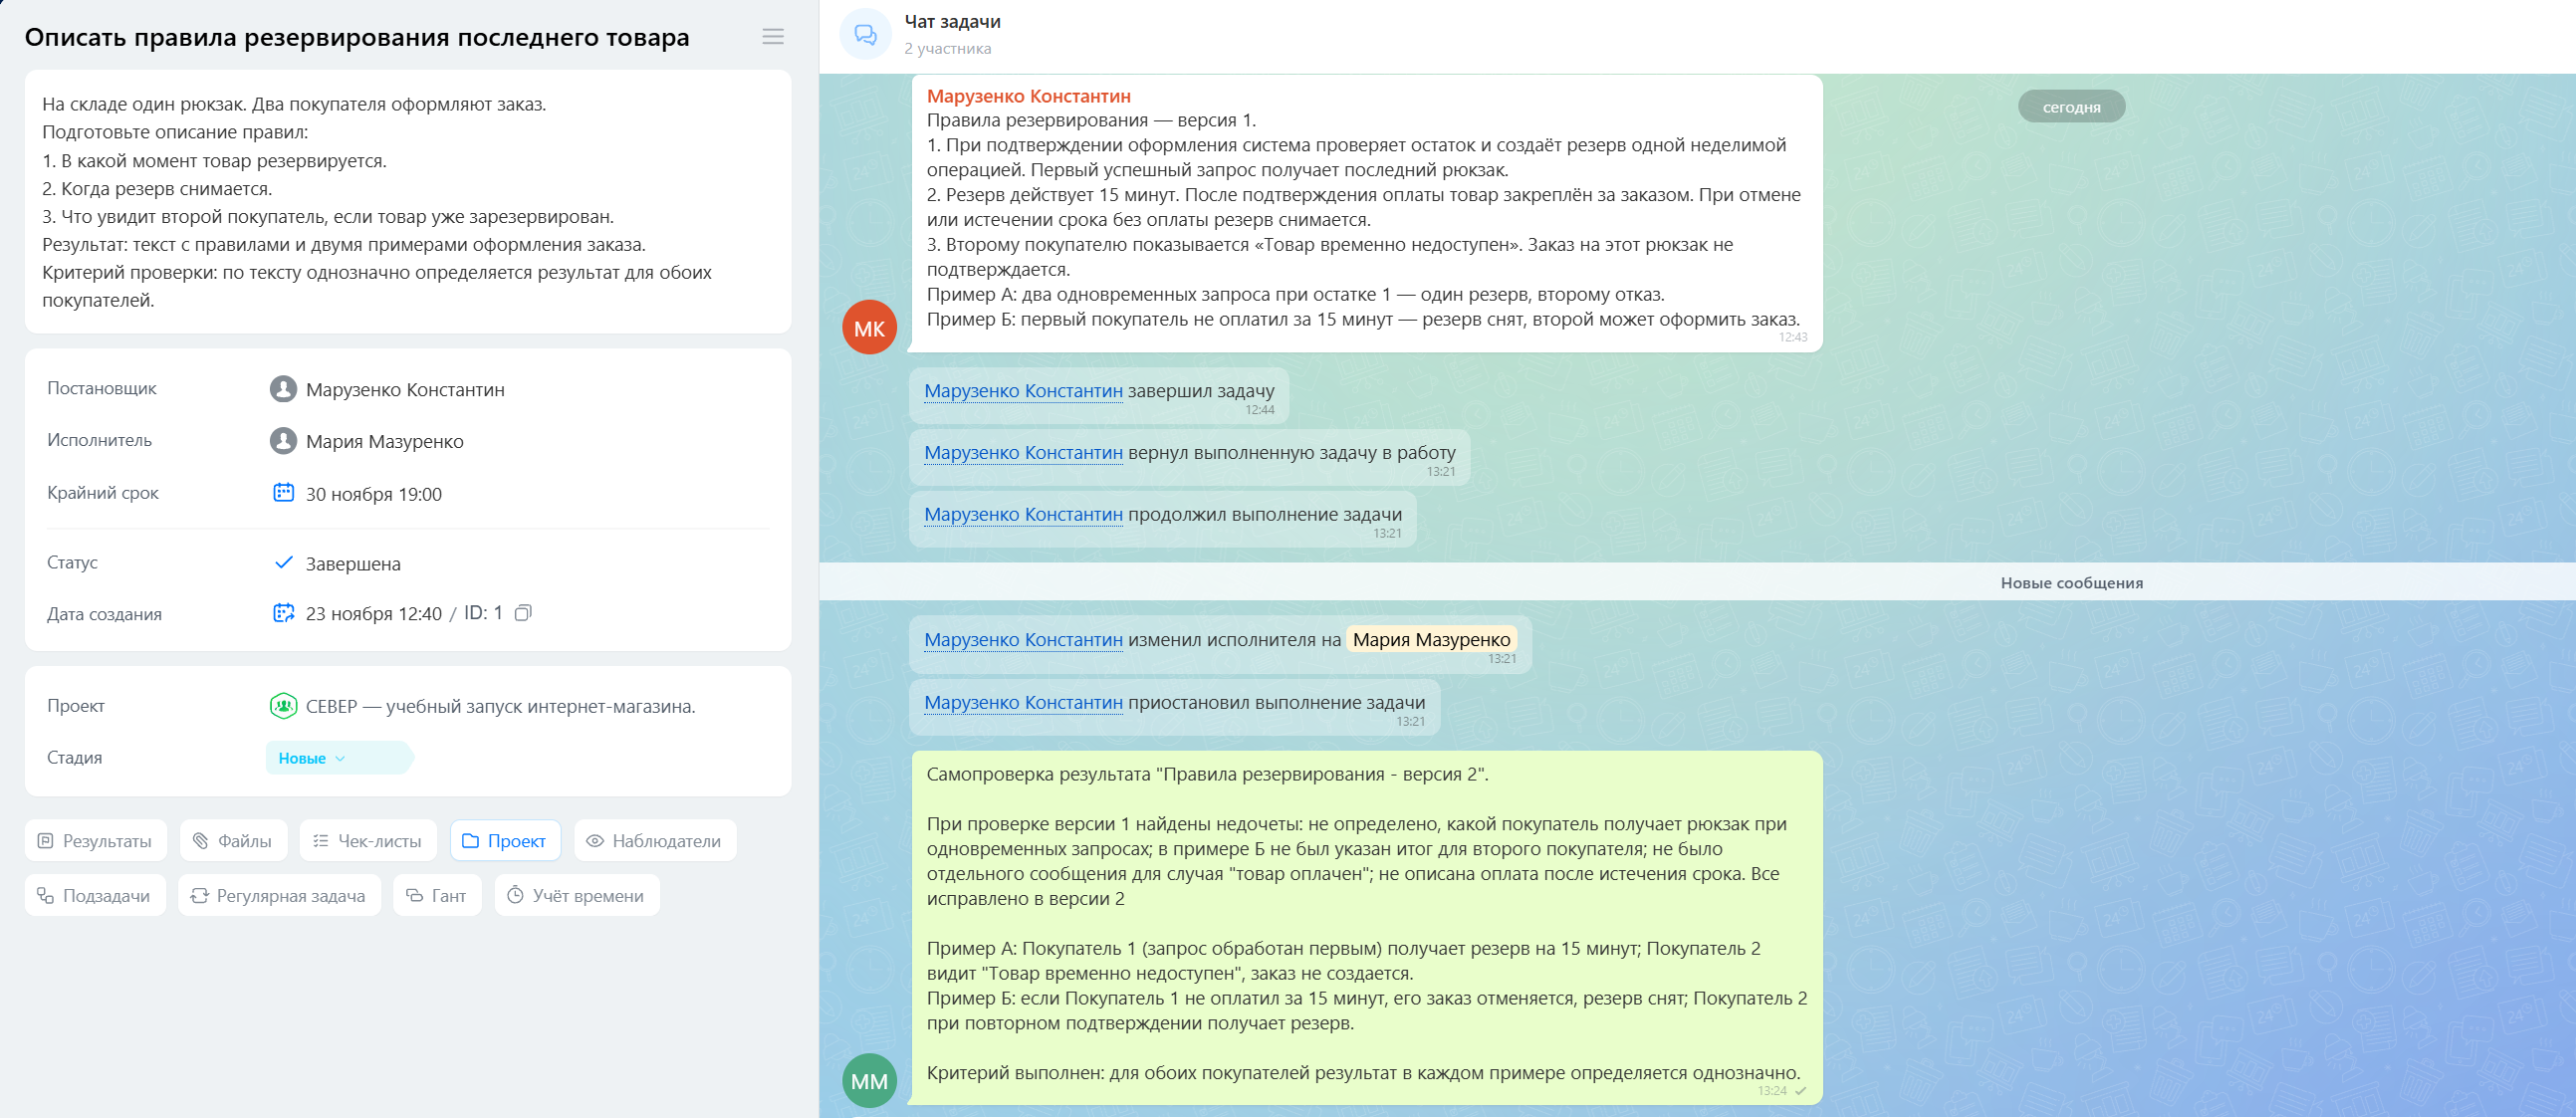 Описать правила резервирования последнего товара
На складе один рюкзак. Два покупателя оформляют заказ.
Подготовьте описание правил:
1. В какой момент товар резервируется.
2. Когда резерв снимается.
3. Что увидит второй покупатель, если товар уже зарезервирован.
Результат: текст с правилами и двумя примерами оформления заказа.
Критерий проверки: по тексту однозначно определяется результат для обоих
покупателей.
Постановщик Марузенко Константин
Исполнитель Мария Мазуренко
Крайний срок 30 ноября 19:00
Статус Завершена
Дата создания 23 ноября 12:40 / ID: 1
Проект СЕВЕР — учебный запуск интернет-магазина.
Стадия Новые
Результаты Файлы Чек-листы Проект Наблюдатели
Подзадачи Регулярная задача Гант Учёт времени
Чат задачи
2 участника
сегодня
Марузенко Константин
Правила резервирования — версия 1.
1. При подтверждении оформления система проверяет остаток и создаёт резерв одной неделимой
операцией. Первый успешный запрос получает последний рюкзак.
2. Резерв действует 15 минут. После подтверждения оплаты товар закреплён за заказом. При отмене
или истечении срока без оплаты резерв снимается.
3. Второму покупателю показывается «Товар временно недоступен». Заказ на этот рюкзак не
подтверждается.
Пример А: два одновременных запроса при остатке 1 — один резерв, второму отказ.
Пример Б: первый покупатель не оплатил за 15 минут — резерв снят, второй может оформить заказ.
12:43
МК
Марузенко Константин завершил задачу
12:44
Марузенко Константин вернул выполненную задачу в работу
13:21
Марузенко Константин продолжил выполнение задачи
13:21
Новые сообщения
Марузенко Константин изменил исполнителя на Мария Мазуренко
13:21
Марузенко Константин приостановил выполнение задачи
13:21
Самопроверка результата "Правила резервирования - версия 2".
При проверке версии 1 найдены недочеты: не определено, какой покупатель получает рюкзак при
одновременных запросах; в примере Б не был указан итог для второго покупателя; не было
отдельного сообщения для случая "товар оплачен"; не описана оплата после истечения срока. Все
исправлено в версии 2
Пример А: Покупатель 1 (запрос обработан первым) получает резерв на 15 минут; Покупатель 2
видит "Товар временно недоступен", заказ не создается.
Пример Б: если Покупатель 1 не оплатил за 15 минут, его заказ отменяется, резерв снят; Покупатель 2
при повторном подтверждении получает резерв.
Критерий выполнен: для обоих покупателей результат в каждом примере определяется однозначно.
13:24
ММ